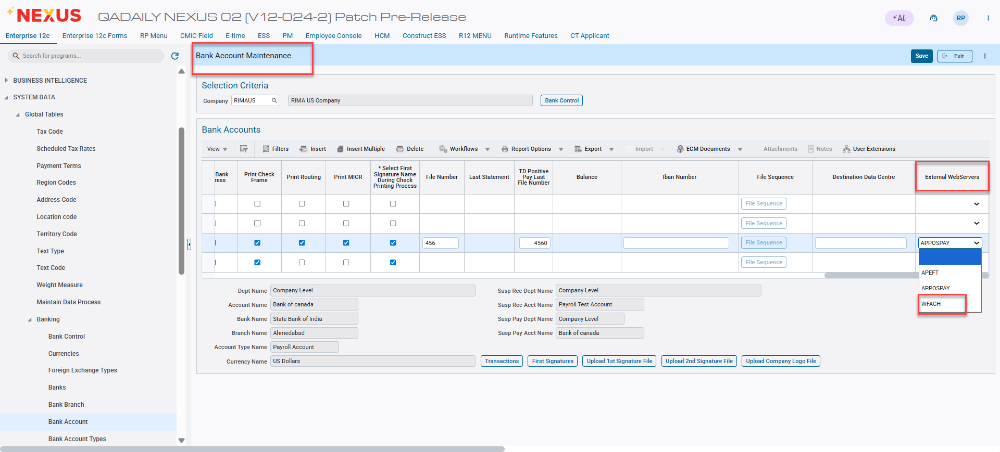 NEXUS
QADAILY NEXUS 02 (V12-024-2) Patch Pre-Release
AI
RP
Enterprise 12c
Enterprise 12c Forms
RP Menu
CMiC Field
E-time
ESS
PM
Employee Console
HCM
Construct ESS
R12 MENU
Runtime Features
CT Applicant
Search for programs...
BUSINESS INTELLIGENCE
SYSTEM DATA
Global Tables
Tax Code
Scheduled Tax Rates
Payment Terms
Region Codes
Address Code
Location code
Territory Code
Text Type
Text Code
Weight Measure
Maintain Data Process
Banking
Bank Control
Currencies
Foreign Exchange Types
Banks
Bank Branch
Bank Account
Bank Account Types
Bank Account Maintenance
Save
Exit
Selection Criteria
Company
RIMAUS
RIMA US Company
Bank Control
Bank Accounts
View
Filters
Insert
Insert Multiple
Delete
Workflows
Report Options
Export
Import
ECM Documents
Attachments
Notes
User Extensions
Bank
ress
Print Check
Frame
Print Routing
Print MICR
* Select First
Signature Name
During Check
Printing Process
File Number
Last Statement
TD Positive
Pay Last
File Number
Balance
Iban Number
File Sequence
Destination Data Centre
External WebServers
File Sequence
File Sequence
456
4560
File Sequence
APPOSPAY
File Sequence
APEFT
APPOSPAY
WFACH
Dept Name
Company Level
Account Name
Bank of canada
Bank Name
State Bank of India
Branch Name
Ahmedabad
Account Type Name
Payroll Account
Currency Name
US Dollars
Susp Rec Dept Name
Company Level
Susp Rec Acct Name
Payroll Test Account
Susp Pay Dept Name
Company Level
Susp Pay Acct Name
Bank of canada
Transactions
First Signatures
Upload 1st Signature File
Upload 2nd Signature File
Upload Company Logo File